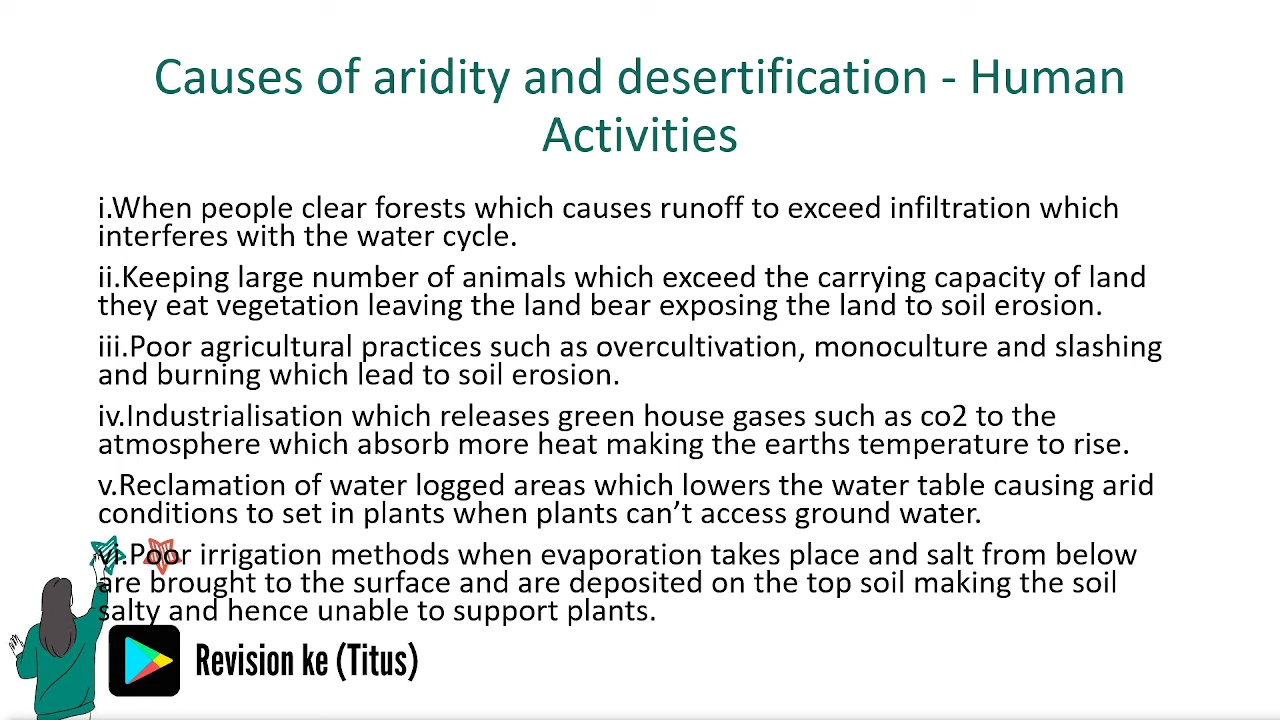 Causes of aridity and desertification - Human
Activities
i.When people clear forests which causes runoff to exceed infiltration which
interferes with the water cycle.
ii.Keeping large number of animals which exceed the carrying capacity of land
they eat vegetation leaving the land bear exposing the land to soil erosion.
iii.Poor agricultural practices such as overcultivation, monoculture and slashing
and burning which lead to soil erosion.
iv.Industrialisation which releases green house gases such as co2 to the
atmosphere which absorb more heat making the earths temperature to rise.
v.Reclamation of water logged areas which lowers the water table causing arid
conditions to set in plants when plants can’t access ground water.
vi.Poor irrigation methods when evaporation takes place and salt from below
are brought to the surface and are deposited on the top soil making the soil
salty and hence unable to support plants.
Revision ke (Titus)